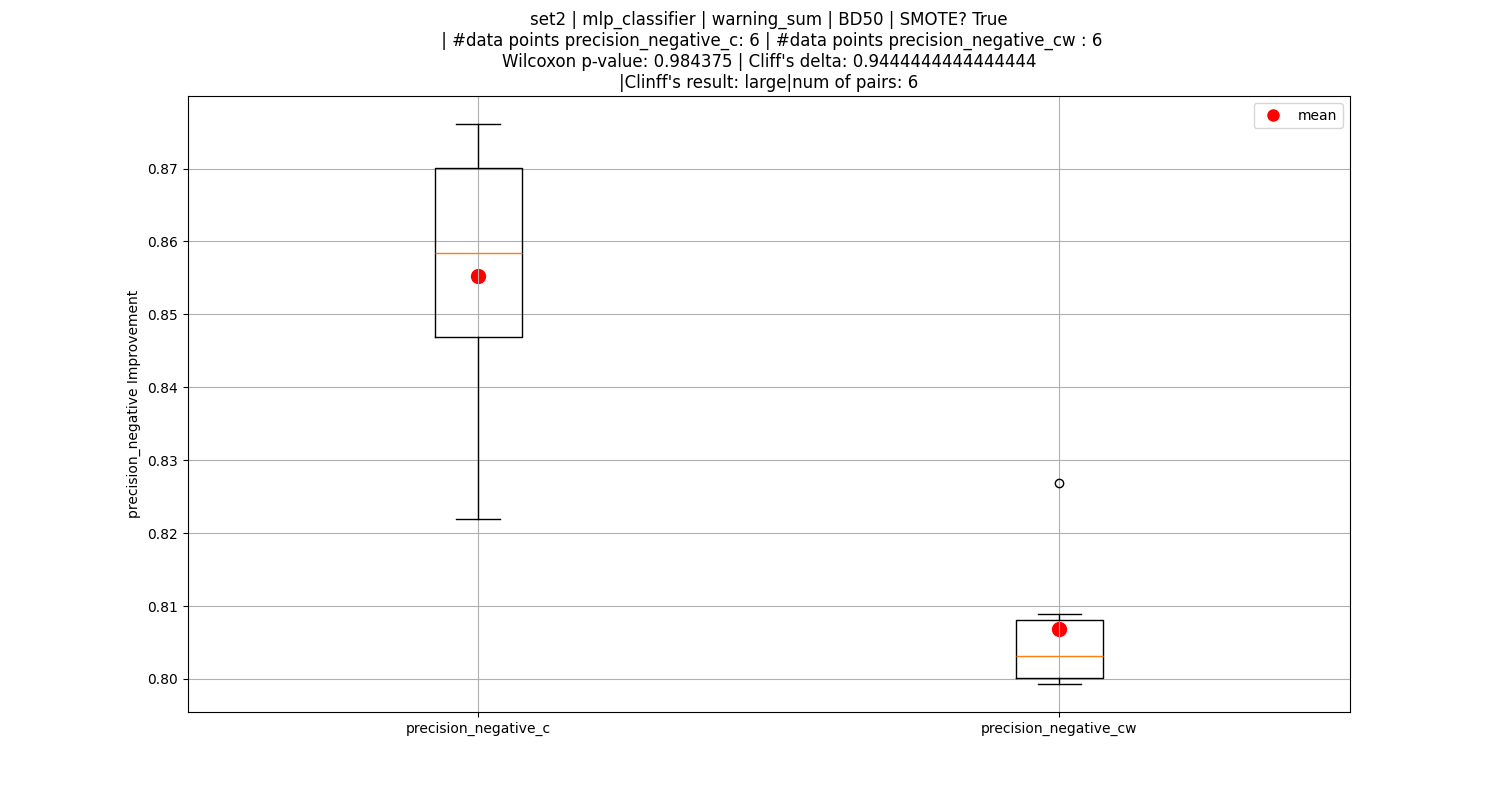 set2 | mlp_classifier | warning_sum | BD50 | SMOTE? True
| #data points precision_negative_c: 6 | #data points precision_negative_cw : 6
Wilcoxon p-value: 0.984375 | Cliff's delta: 0.9444444444444444
|Clinff's result: large|num of pairs: 6
mean
precision_negative Improvement
0.87
0.86
0.85
0.84
0.83
0.82
0.81
0.80
precision_negative_c
precision_negative_cw